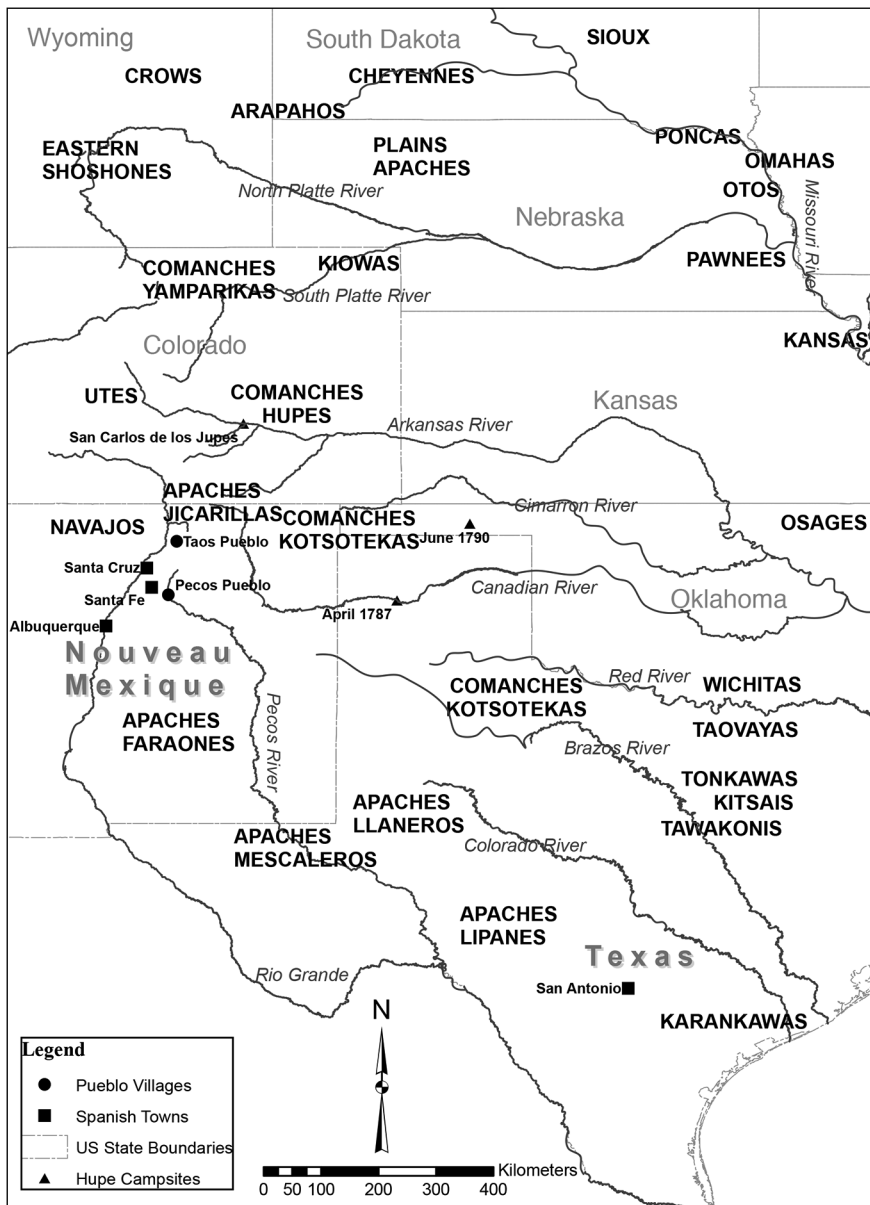 Wyoming
South Dakota
SIOUX
CROWS
CHEYENNES
ARAPAHOS
PONCAS
EASTERN
SHOSHONES
PLAINS
APACHES
OMAHAS
OTOS
North Platte River
Missouri River
Nebraska
PAWNEES
COMANCHES
YAMPARIKAS
KIOWAS
South Platte River
KANSAS
Colorado
UTES
COMANCHES
HUPES
Kansas
San Carlos de los Jupes
Arkansas River
APACHES
JICARILLAS
NAVAJOS
COMANCHES
KOTSOTEKAS
Cimarron River
OSAGES
June 1790
Taos Pueblo
Santa Cruz
Pecos Pueblo
Santa Fe
Canadian River
April 1787
Oklahoma
Albuquerque
Nouveau
Mexique
Red River
COMANCHES
KOTSOTEKAS
WICHITAS
TAOVAYAS
APACHES
FARAONES
Pecos River
Brazos River
TONKAWAS
KITSAIS
TAWAKONIS
APACHES
LLANEROS
APACHES
MESCALEROS
Colorado River
APACHES
LIPANES
Texas
Rio Grande
San Antonio
KARANKAWAS
N
Legend
Pueblo Villages
Spanish Towns
US State Boundaries
Hupe Campsites
Kilometers
0 50 100 200 300 400